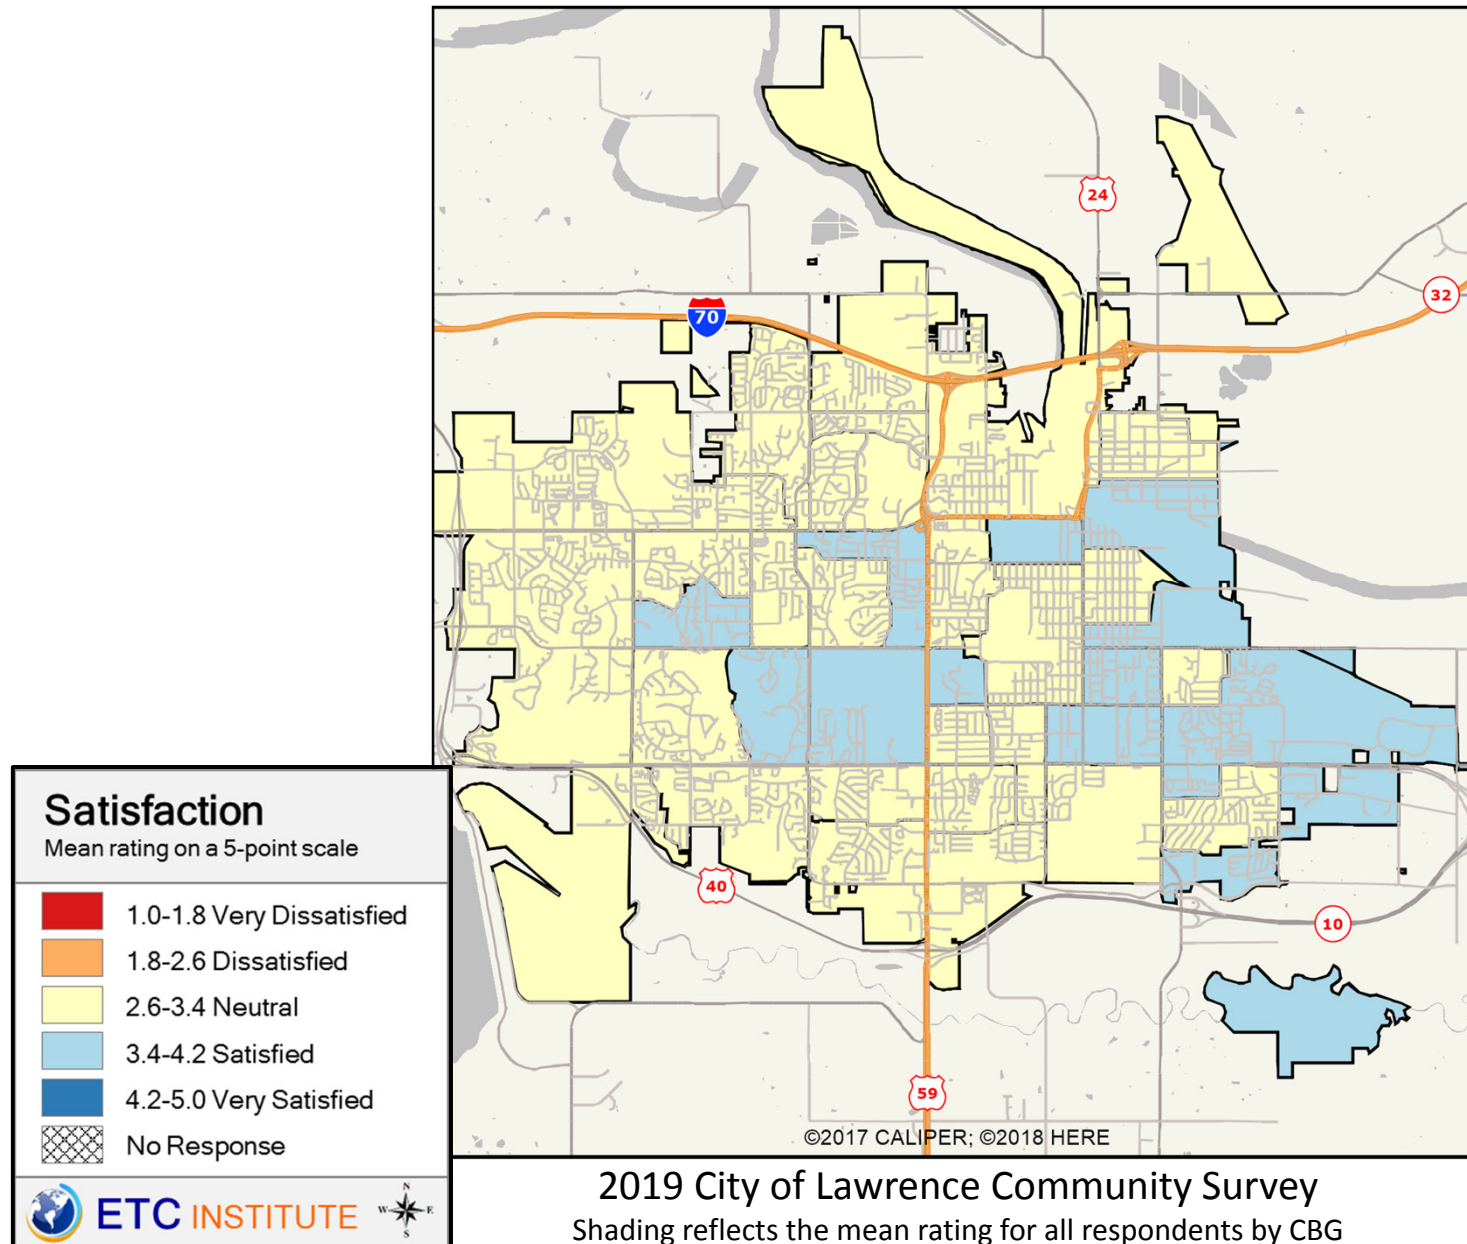 24
32
70
40
10
59
©2017 CALIPER; ©2018 HERE
Satisfaction
Mean rating on a 5-point scale
1.0-1.8 Very Dissatisfied
1.8-2.6 Dissatisfied
2.6-3.4 Neutral
3.4-4.2 Satisfied
4.2-5.0 Very Satisfied
No Response
ETC INSTITUTE
N
W E
S
2019 City of Lawrence Community Survey
Shading reflects the mean rating for all respondents by CBG